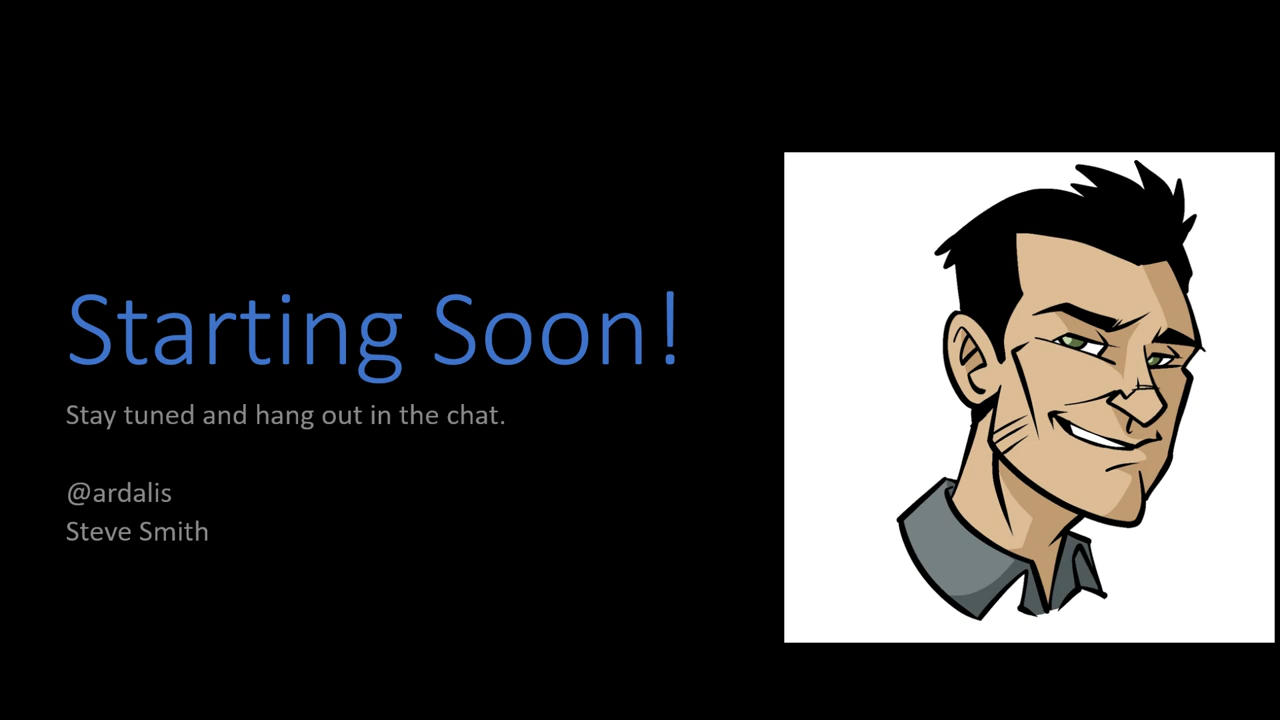 Starting Soon!
Stay tuned and hang out in the chat.
@ardalis
Steve Smith